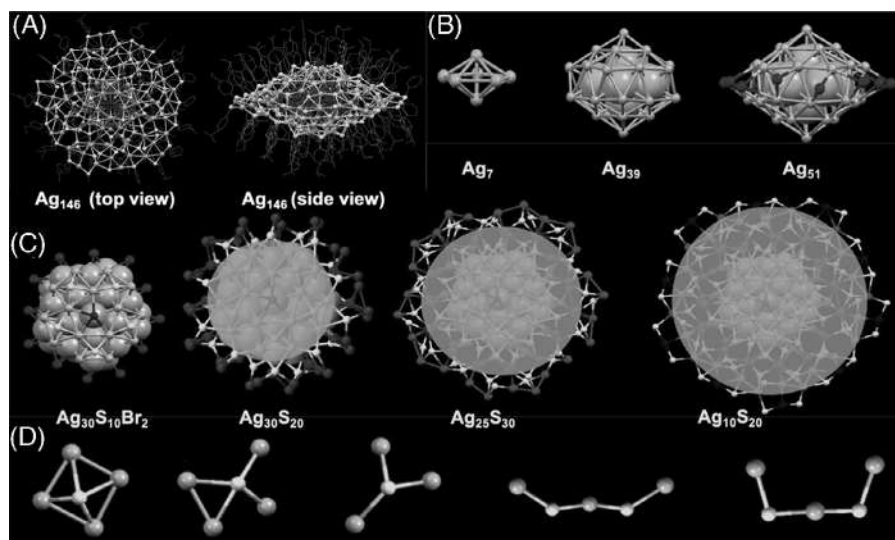 (A)
(B)
Ag7
Ag39
Ag51
Ag146 (top view)
Ag146 (side view)
(C)
Ag30S10Br2
Ag30S20
Ag25S30
Ag10S20
(D)